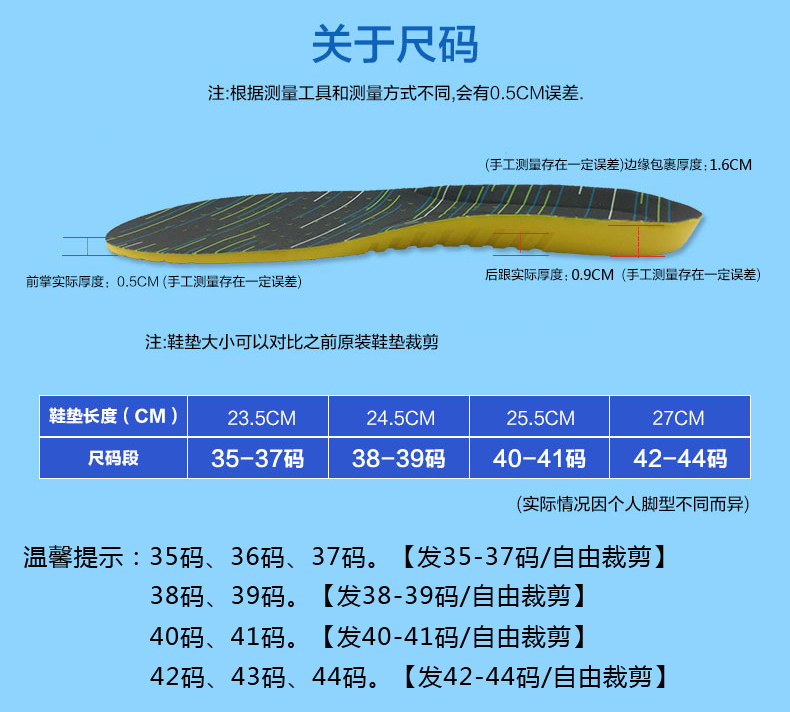 关于尺码
注:根据测量工具和测量方式不同,会有0.5CM误差.
(手工测量存在一定误差)边缘包裹厚度:1.6CM
前掌实际厚度：0.5CM (手工测量存在一定误差)
后跟实际厚度：0.9CM（手工测量存在一定误差)
注:鞋垫大小可以对比之前原装鞋垫裁剪
鞋垫长度（CM） 23.5CM 24.5CM 25.5CM 27CM
尺码段 35-37码 38-39码 40-41码 42-44码
(实际情况因个人脚型不同而异)
温馨提示：35码、36码、37码。【发35-37码/自由裁剪】
38码、39码。【发38-39码/自由裁剪】
40码、41码。【发40-41码/自由裁剪】
42码、43码、44码。【发42-44码/自由裁剪】